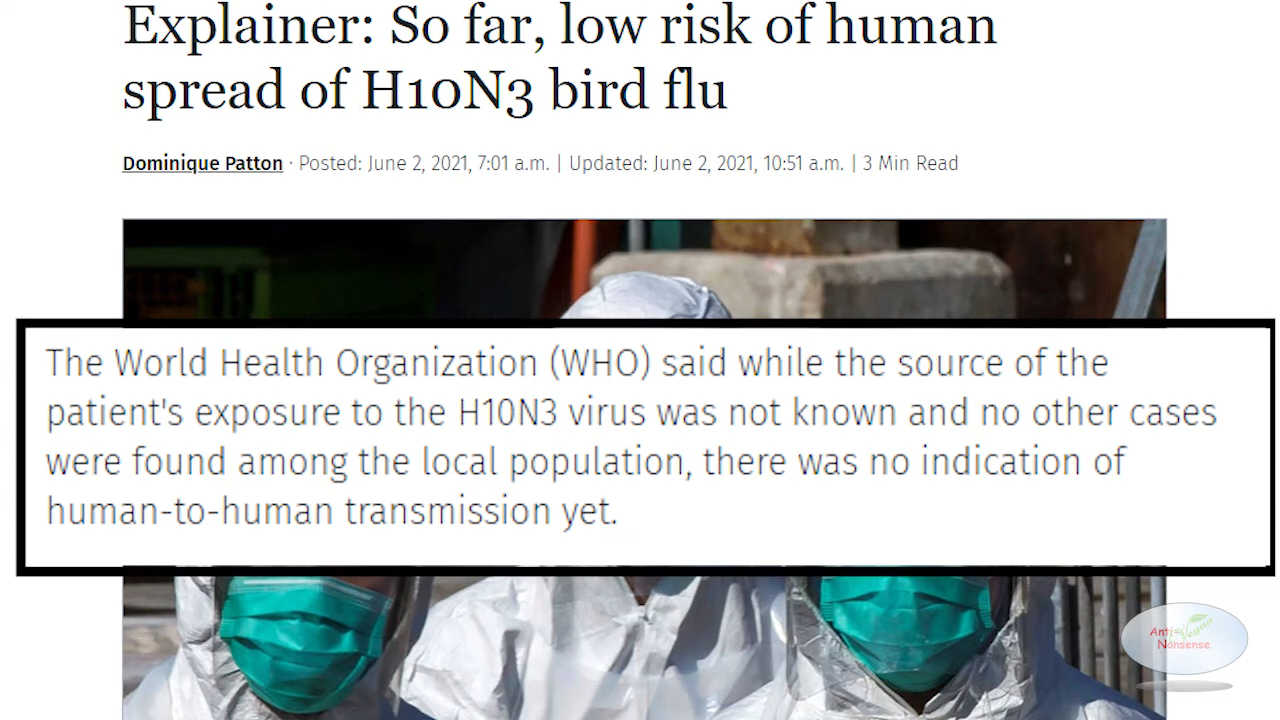 Explainer: So far, low risk of human
spread of H10N3 bird flu
Dominique Patton · Posted: June 2, 2021, 7:01 a.m. | Updated: June 2, 2021, 10:51 a.m. | 3 Min Read
The World Health Organization (WHO) said while the source of the
patient's exposure to the H10N3 virus was not known and no other cases
were found among the local population, there was no indication of
human-to-human transmission yet.
Anti-Vegan
Nonsense